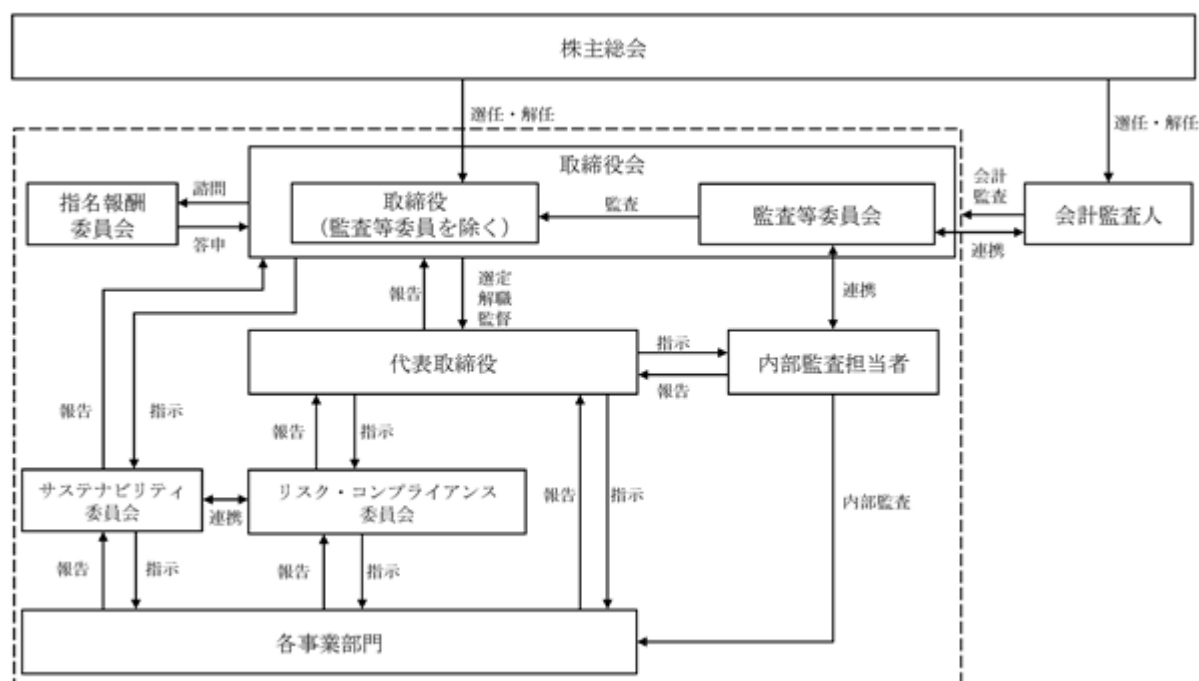 株主総会
選任・解任
選任・解任
取締役会
指名報酬
委員会
諮問
答申
取締役
(監査等委員を除く)
監査
監査等委員会
会計
監査
会計監査人
連携
報告
選定
解職
監督
連携
代表取締役
指示
報告
内部監査担当者
報告
指示
報告
指示
サステナビリティ
委員会
連携
リスク・コンプライアンス
委員会
報告
指示
内部監査
報告
指示
報告
指示
各事業部門